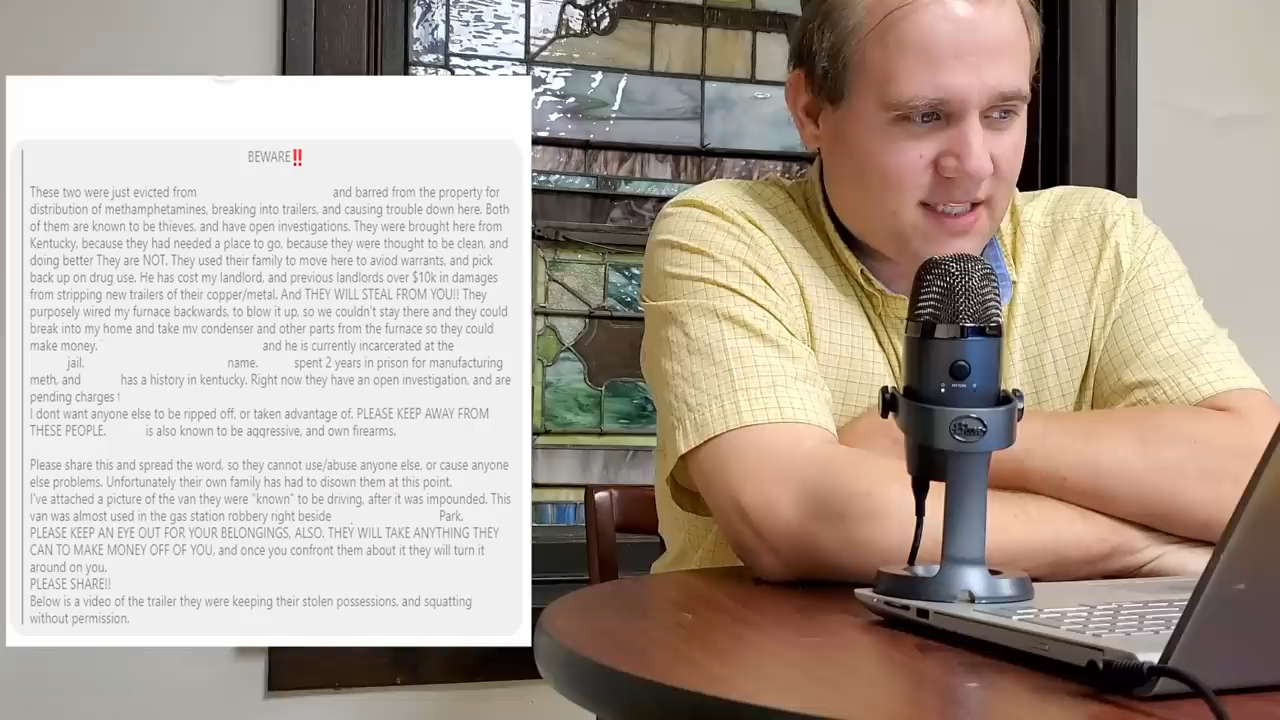 BEWARE‼
These two were just evicted from and barred from the property for
distribution of methamphetamines, breaking into trailers, and causing trouble down here. Both
of them are known to be thieves, and have open investigations. They were brought here from
Kentucky, because they had needed a place to go, because they were thought to be clean, and
doing better They are NOT. They used their family to move here to aviod warrants, and pick
back up on drug use. He has cost my landlord, and previous landlords over $10k in damages
from stripping new trailers of their copper/metal. And THEY WILL STEAL FROM YOU!! They
purposely wired my furnace backwards, to blow it up, so we couldn't stay there and they could
break into my home and take my condenser and other parts from the furnace so they could
make money. and he is currently incarcerated at the
jail. name. spent 2 years in prison for manufacturing
meth, and has a history in kentucky. Right now they have an open investigation, and are
pending charges
I dont want anyone else to be ripped off, or taken advantage of. PLEASE KEEP AWAY FROM
THESE PEOPLE. is also known to be aggressive, and own firearms.
Please share this and spread the word, so they cannot use/abuse anyone else, or cause anyone
else problems. Unfortunately their own family has had to disown them at this point.
I've attached a picture of the van they were "known" to be driving, after it was impounded. This
van was almost used in the gas station robbery right beside Park.
PLEASE KEEP AN EYE OUT FOR YOUR BELONGINGS, ALSO. THEY WILL TAKE ANYTHING THEY
CAN TO MAKE MONEY OFF OF YOU, and once you confront them about it they will turn it
around on you.
PLEASE SHARE!!
Below is a video of the trailer they were keeping their stolen possessions, and squatting
without permission.
Blue